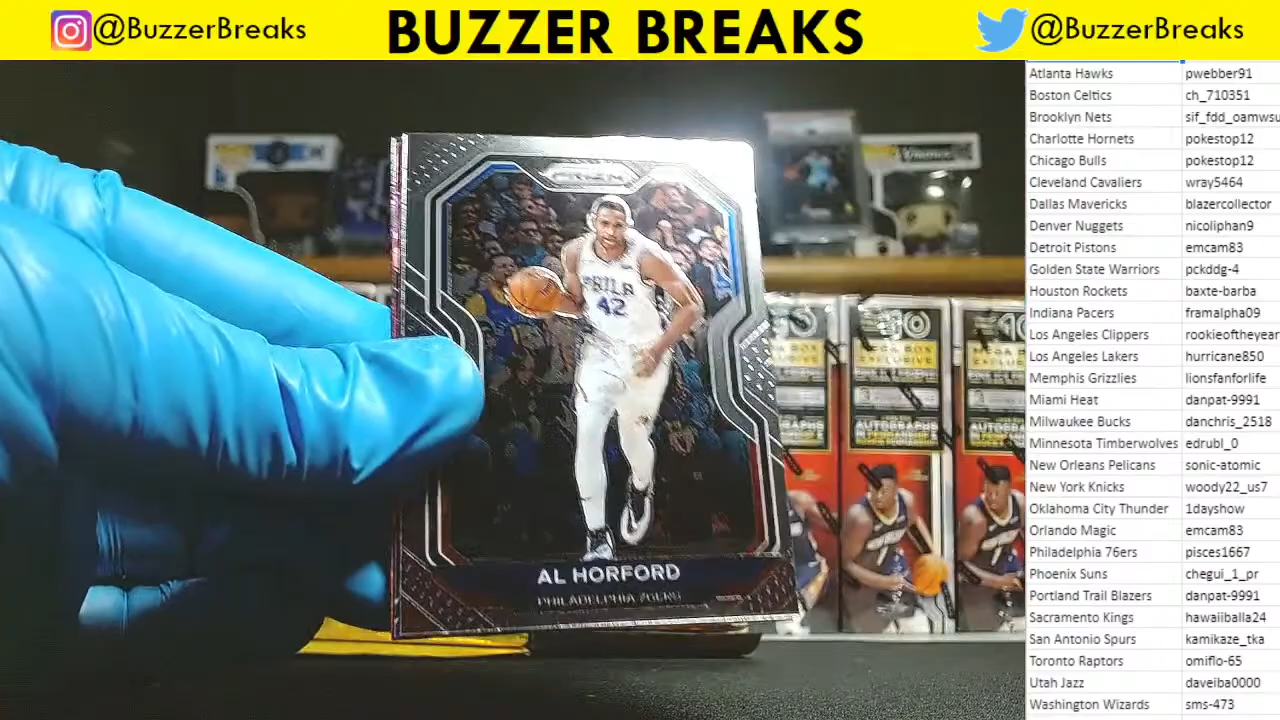 @BuzzerBreaks
BUZZER BREAKS
@BuzzerBreaks
Atlanta Hawks pwebber91
Boston Celtics ch_710351
Brooklyn Nets sif_fdd_oamwsu
Charlotte Hornets pokestop12
Chicago Bulls pokestop12
Cleveland Cavaliers wray5464
Dallas Mavericks blazercollector
Denver Nuggets nicoliphan9
Detroit Pistons emcam83
Golden State Warriors pckddg-4
Houston Rockets baxte-barba
Indiana Pacers framalpha09
Los Angeles Clippers rookieoftheyear
Los Angeles Lakers hurricane850
Memphis Grizzlies lionsfanforlife
Miami Heat danpat-9991
Milwaukee Bucks danchris_2518
Minnesota Timberwolves edrubl_0
New Orleans Pelicans sonic-atomic
New York Knicks woody22_us7
Oklahoma City Thunder 1dayshow
Orlando Magic emcam83
Philadelphia 76ers pisces1667
Phoenix Suns chegui_1_pr
Portland Trail Blazers danpat-9991
Sacramento Kings hawaiiballa24
San Antonio Spurs kamikaze_tka
Toronto Raptors omiflo-65
Utah Jazz daveiba0000
Washington Wizards sms-473
PRIZM
PHILA
42
AL HORFORD
PHILADELPHIA 76ERS
MEGA BOX
EXCLUSIVE
AUTOGRAPHS